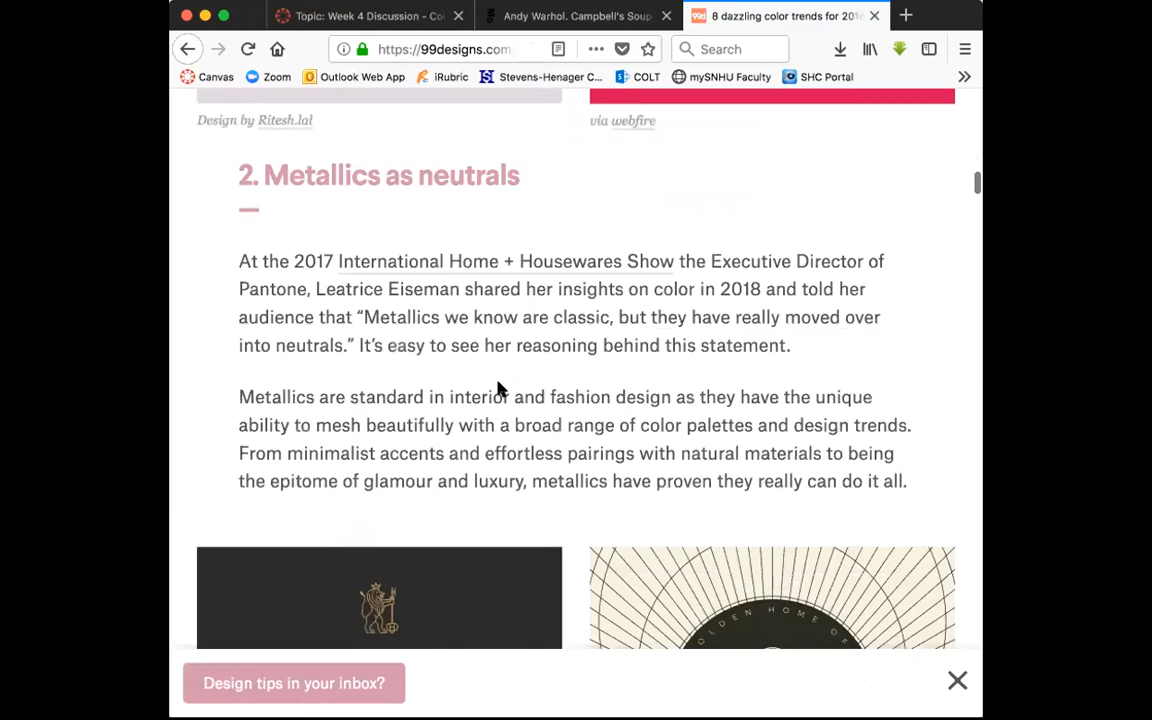 Topic: Week 4 Discussion - Co
Andy Warhol. Campbell's Soup
99d 8 dazzling color trends for 201
https://99designs.com
Search
Canvas Zoom Outlook Web App iRubric Stevens-Henager C... COLT mySNHU Faculty SHC Portal
Design by Ritesh.lal
via webfire
2. Metallics as neutrals
At the 2017 International Home + Housewares Show the Executive Director of
Pantone, Leatrice Eiseman shared her insights on color in 2018 and told her
audience that “Metallics we know are classic, but they have really moved over
into neutrals.” It’s easy to see her reasoning behind this statement.
Metallics are standard in interior and fashion design as they have the unique
ability to mesh beautifully with a broad range of color palettes and design trends.
From minimalist accents and effortless pairings with natural materials to being
the epitome of glamour and luxury, metallics have proven they really can do it all.
OLDEN HOME OF
Design tips in your inbox?